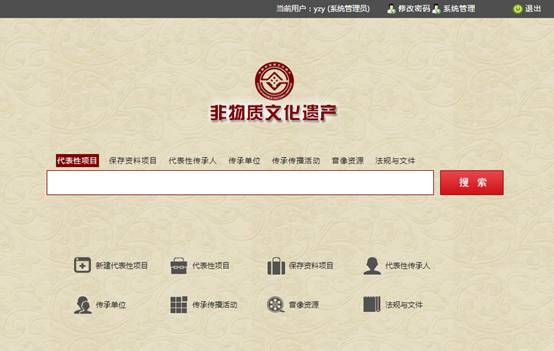 当前用户：yzy (系统管理员) 修改密码 系统管理 退出
非物质文化遗产
代表性项目 保存资料项目 代表性传承人 传承单位 传承传播活动 音像资源 法规与文件
搜 索
新建代表性项目 代表性项目 保存资料项目 代表性传承人
传承单位 传承传播活动 音像资源 法规与文件